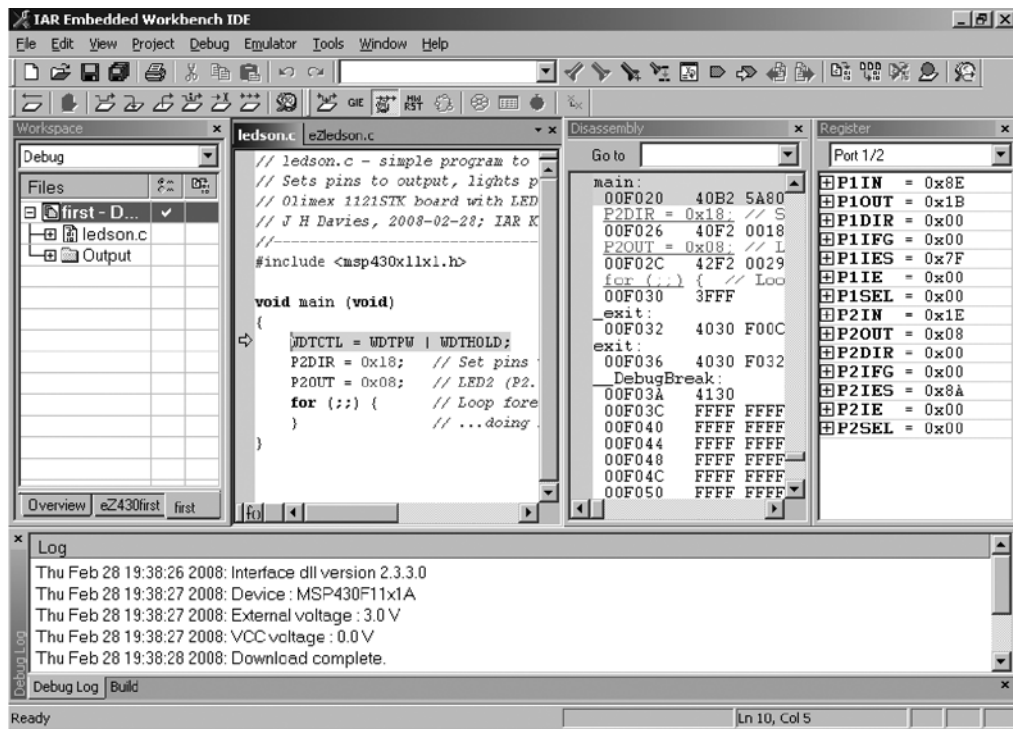 IAR Embedded Workbench IDE
File Edit View Project Debug Emulator Tools Window Help
GIE
RST
Workspace
Debug
Files
first - D...
ledson.c
Output
Overview eZ430first first
ledson.c eZledson.c
// ledson.c - simple program to
// Sets pins to output, lights p
// Olimex 1121STK board with LED
// J H Davies, 2008-02-28; IAR K
//----------------------------------
#include <msp430x11x1.h>
void main (void)
{
WDTCTL = WDTPW | WDTHOLD;
P2DIR = 0x18; // Set pins
P2OUT = 0x08; // LED2 (P2.
for (;;) { // Loop fore
} // ...doing
}
fo
Disassembly
Go to
main:
00F020 40B2 5A80
P2DIR = 0x18; // S
00F026 40F2 0018
P2OUT = 0x08; // L
00F02C 42F2 0029
for (;;) { // Loo
00F030 3FFF
_exit:
00F032 4030 F00C
exit:
00F036 4030 F032
__DebugBreak:
00F03A 4130
00F03C FFFF FFFF
00F040 FFFF FFFF
00F044 FFFF FFFF
00F048 FFFF FFFF
00F04C FFFF FFFF
00F050 FFFF FFFF
Register
Port 1/2
P1IN = 0x8E
P1OUT = 0x1B
P1DIR = 0x00
P1IFG = 0x00
P1IES = 0x7F
P1IE = 0x00
P1SEL = 0x00
P2IN = 0x1E
P2OUT = 0x08
P2DIR = 0x00
P2IFG = 0x00
P2IES = 0x8A
P2IE = 0x00
P2SEL = 0x00
Log
Thu Feb 28 19:38:26 2008: Interface dll version 2.3.3.0
Thu Feb 28 19:38:27 2008: Device : MSP430F11x1A
Thu Feb 28 19:38:27 2008: External voltage : 3.0 V
Thu Feb 28 19:38:27 2008: VCC voltage : 0.0 V
Thu Feb 28 19:38:28 2008: Download complete.
Debug Log
Debug Log Build
Ready
Ln 10, Col 5